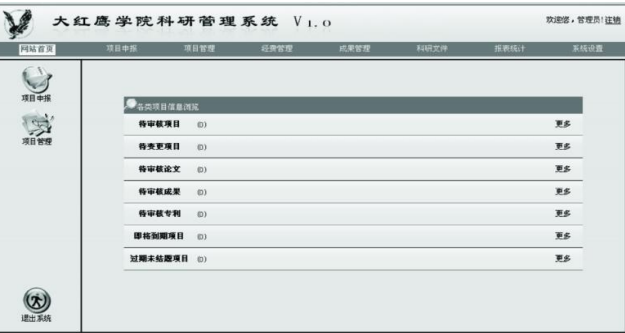 大红鹰学院科研管理系统 V1.0
欢迎您，管理员！注销
网站首页 项目申报 项目管理 经费管理 成果管理 科研文件 报表统计 系统设置
项目申报
项目管理
各类项目信息浏览
待审核项目 (0) 更多
待变更项目 (0) 更多
待审核论文 (0) 更多
待审核成果 (0) 更多
待审核专利 (0) 更多
即将到期项目 (0) 更多
过期未结题项目 (0) 更多
退出系统